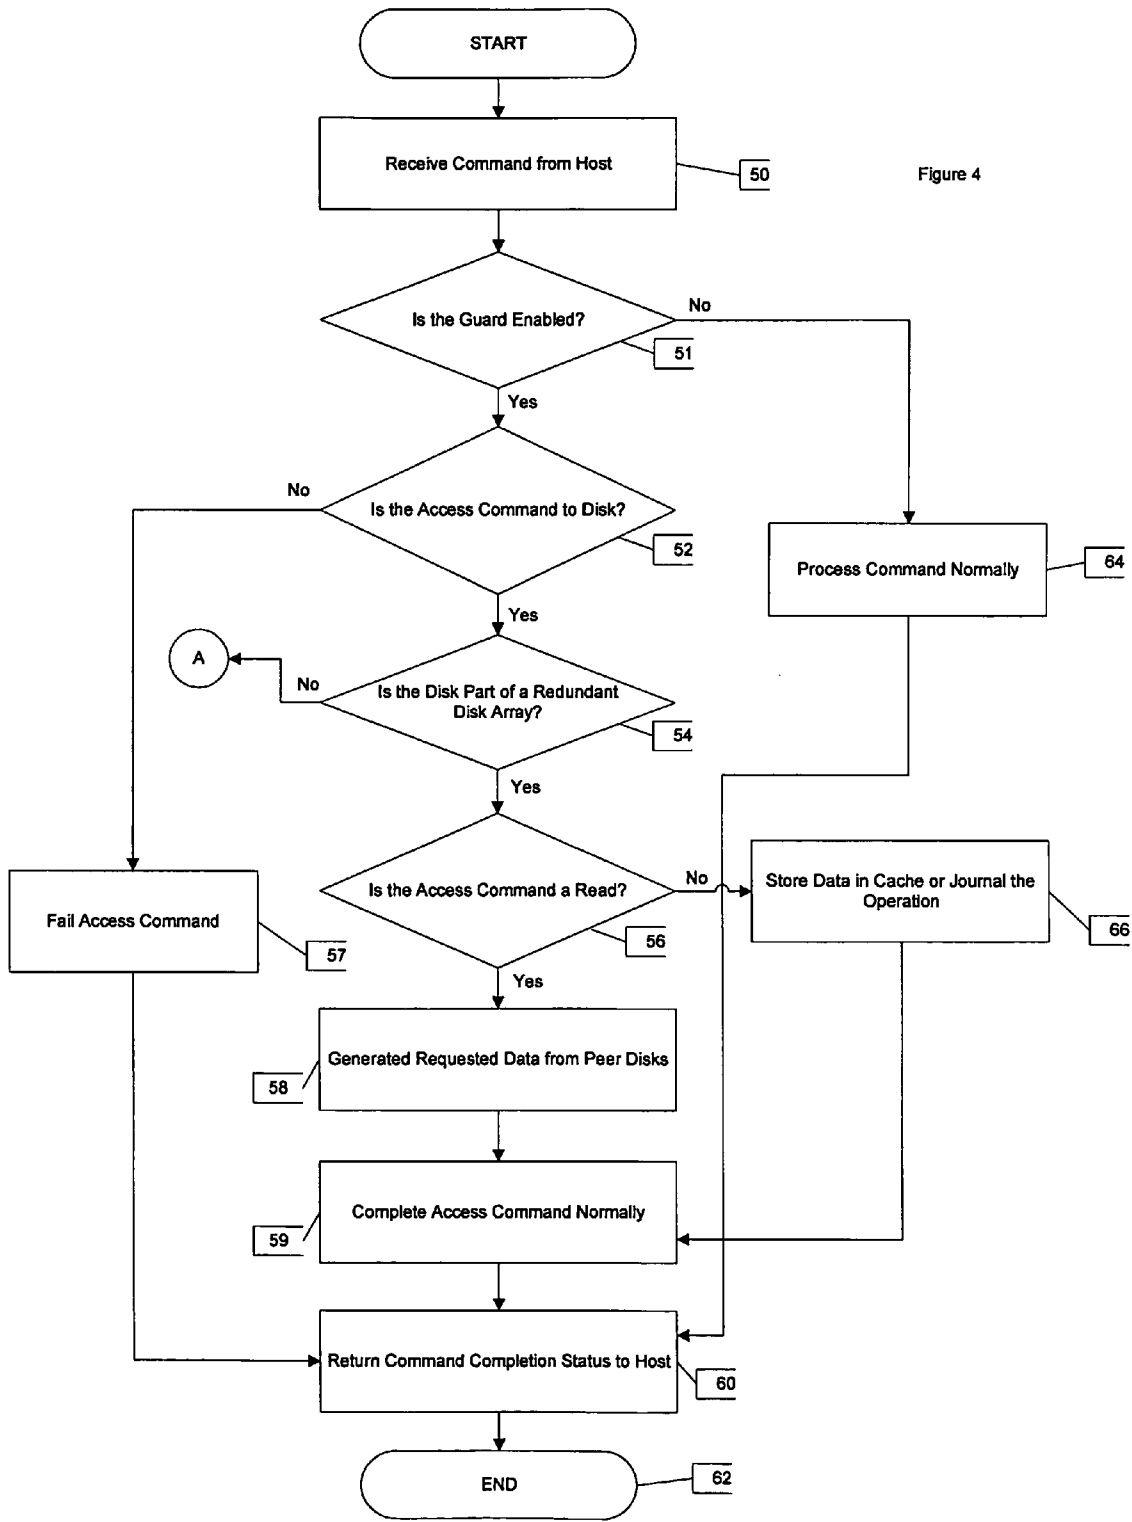 START
Receive Command from Host
50
Figure 4
Is the Guard Enabled?
No
51
Yes
Is the Access Command to Disk?
No
52
Process Command Normally
64
Yes
A
No
Is the Disk Part of a Redundant
Disk Array?
54
Yes
Is the Access Command a Read?
No
Store Data in Cache or Journal the
Operation
66
56
Fail Access Command
57
Yes
Generated Requested Data from Peer Disks
58
Complete Access Command Normally
59
Return Command Completion Status to Host
60
END
62